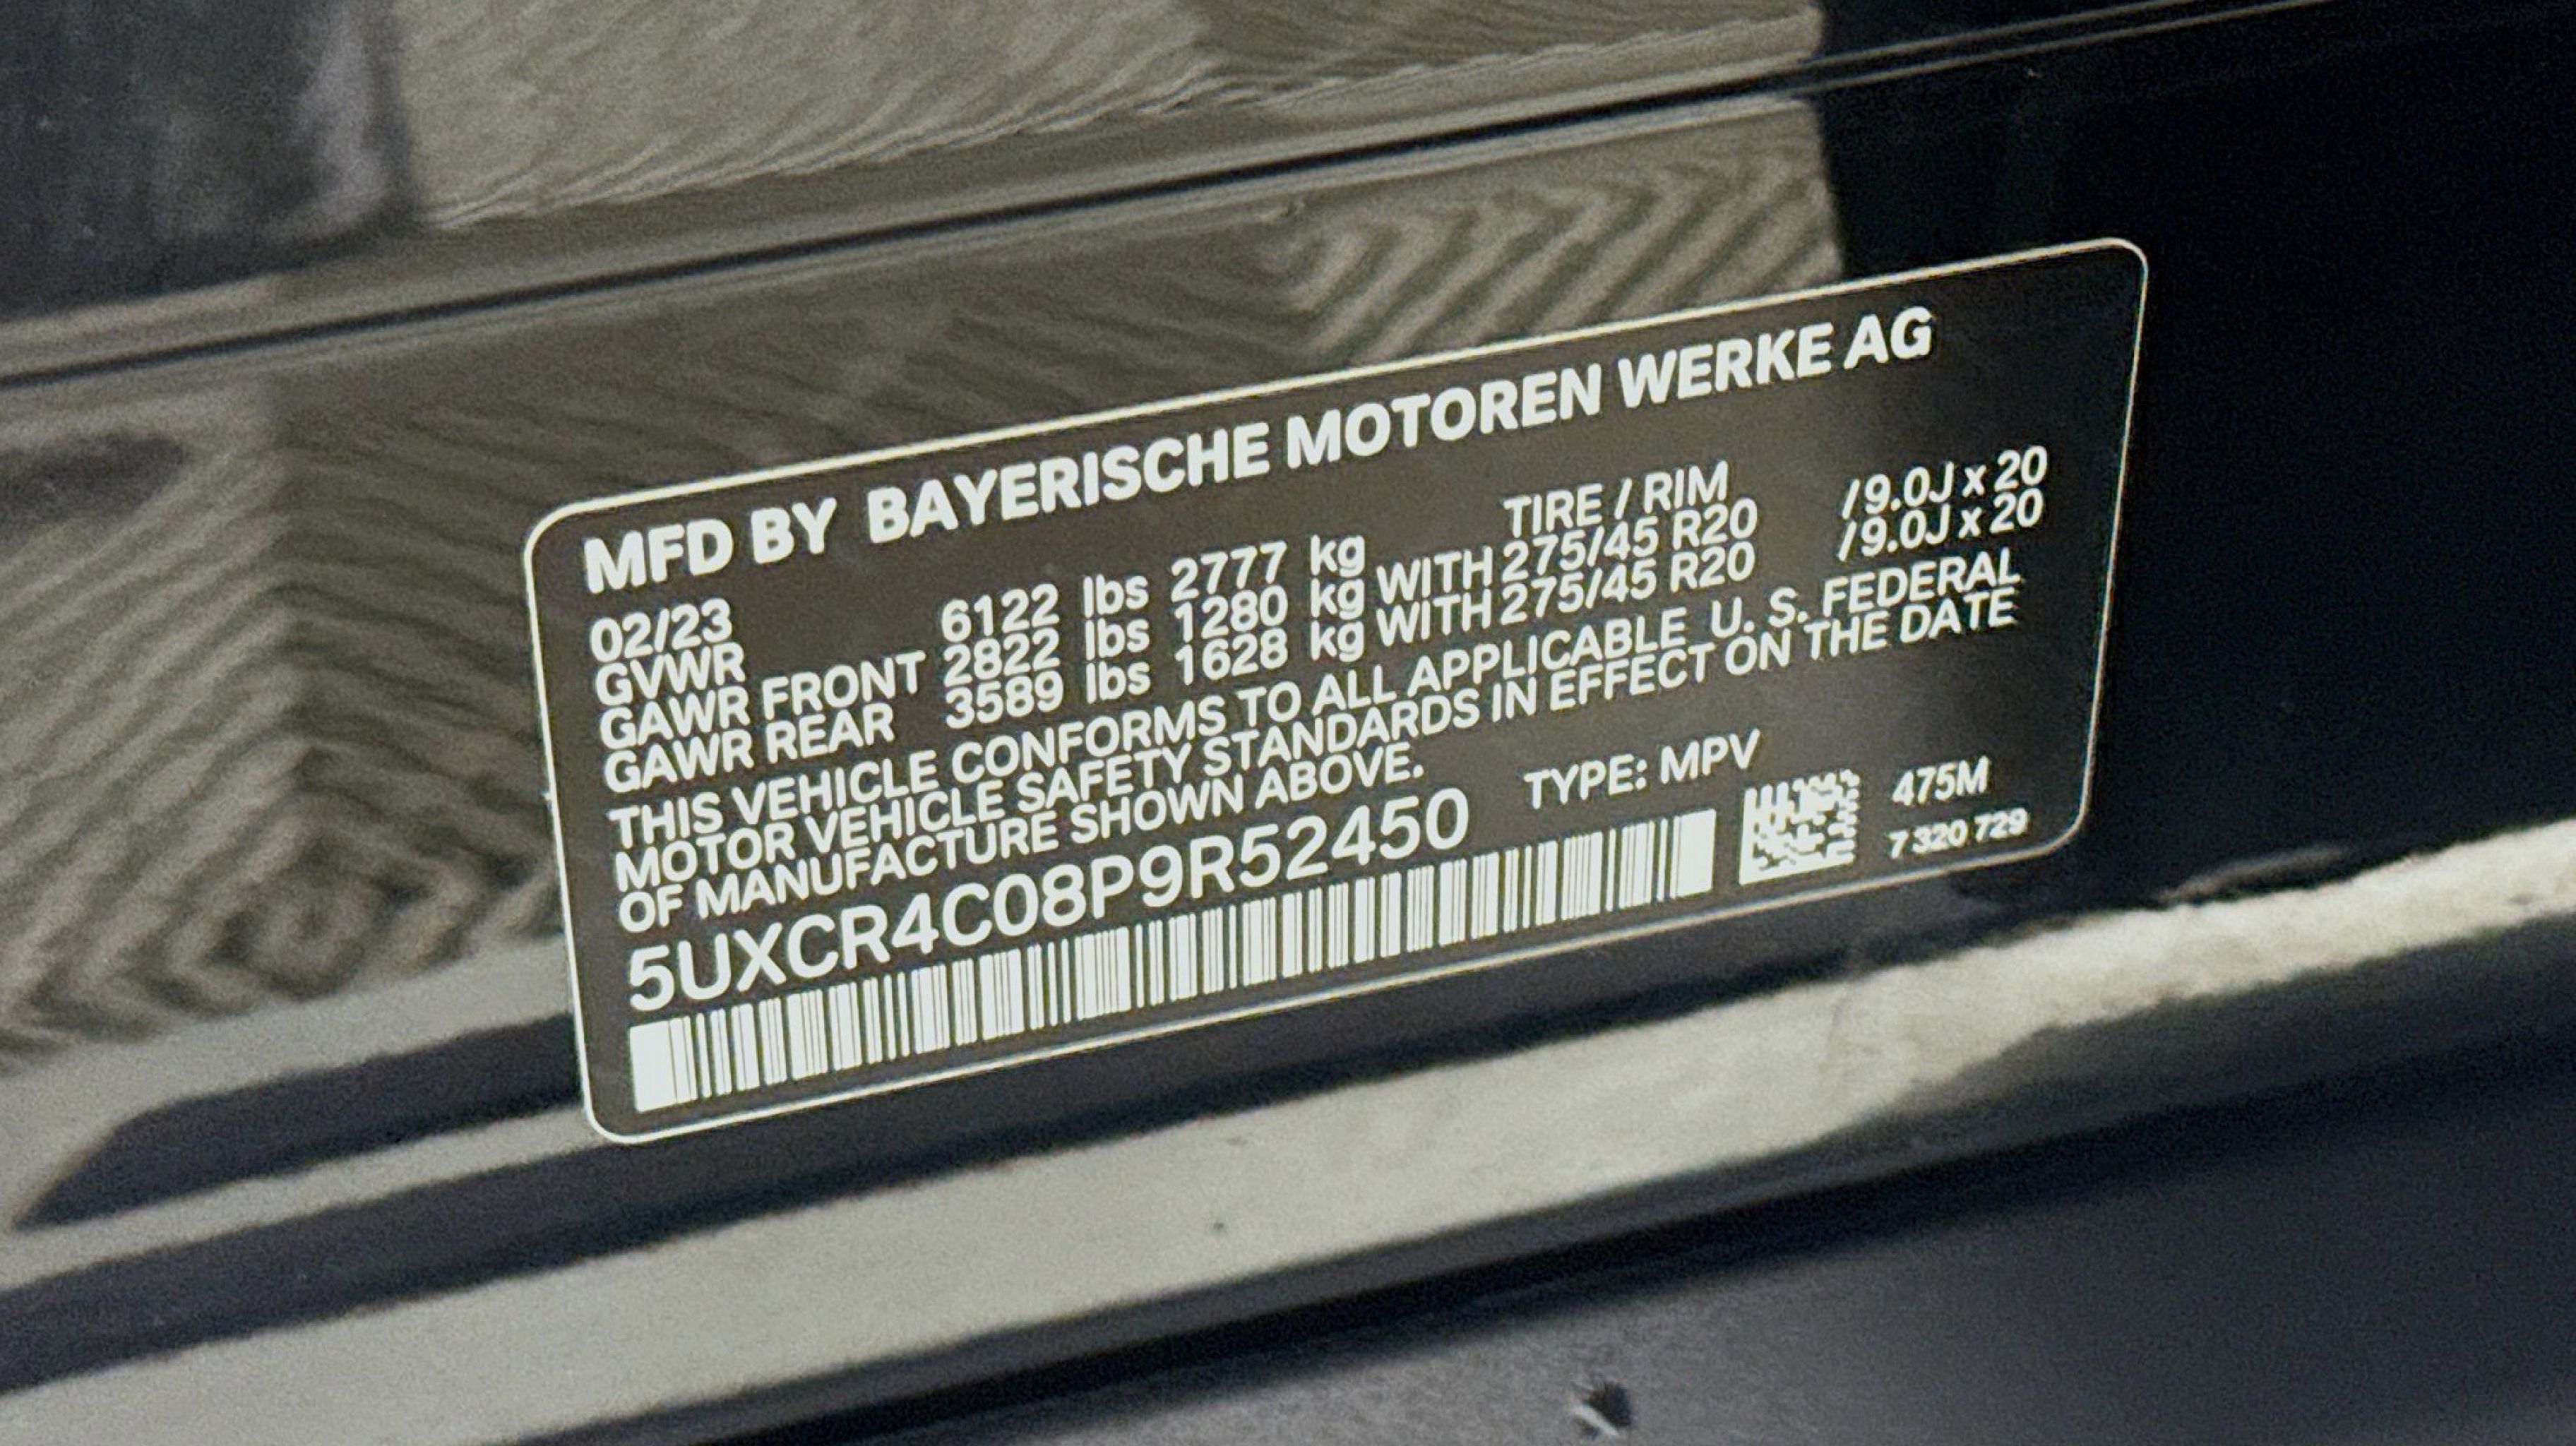 MFD BY BAYERISCHE MOTOREN WERKE AG
02/23 TIRE / RIM
GVWR 6122 lbs 2777 kg
GAWR FRONT 2822 lbs 1280 kg WITH 275/45 R20 /9.0J x 20
GAWR REAR 3589 lbs 1628 kg WITH 275/45 R20 /9.0J x 20
THIS VEHICLE CONFORMS TO ALL APPLICABLE U. S. FEDERAL
MOTOR VEHICLE SAFETY STANDARDS IN EFFECT ON THE DATE
OF MANUFACTURE SHOWN ABOVE.
5UXCR4C08P9R52450 TYPE: MPV
475M
7 320 729